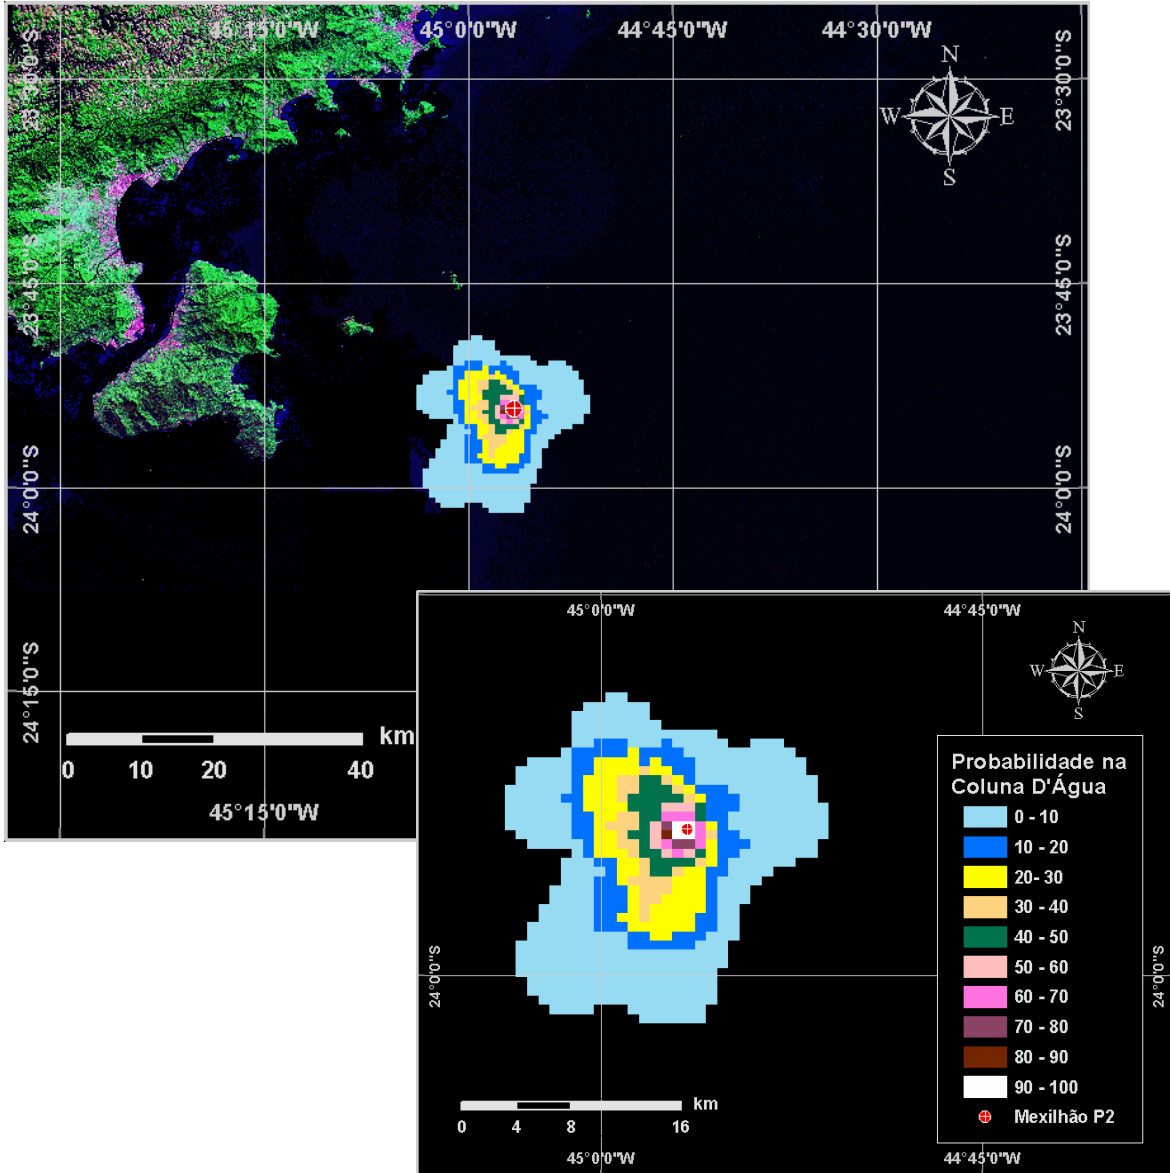 45°15'0"W 45°0'0"W 44°45'0"W 44°30'0"W
23°30'0"S 23°30'0"S
N
W E
S
23°45'0"S 23°45'0"S
24°0'0"S 24°0'0"S
24°15'0"S
km
0 10 20 40
45°15'0"W
45°0'0"W 44°45'0"W
N
W E
S
Probabilidade na
Coluna D'Água
0 - 10
10 - 20
20 - 30
30 - 40
40 - 50
50 - 60
60 - 70
70 - 80
80 - 90
90 - 100
Mexilhão P2
24°0'0"S 24°0'0"S
km
0 4 8 16
45°0'0"W 44°45'0"W